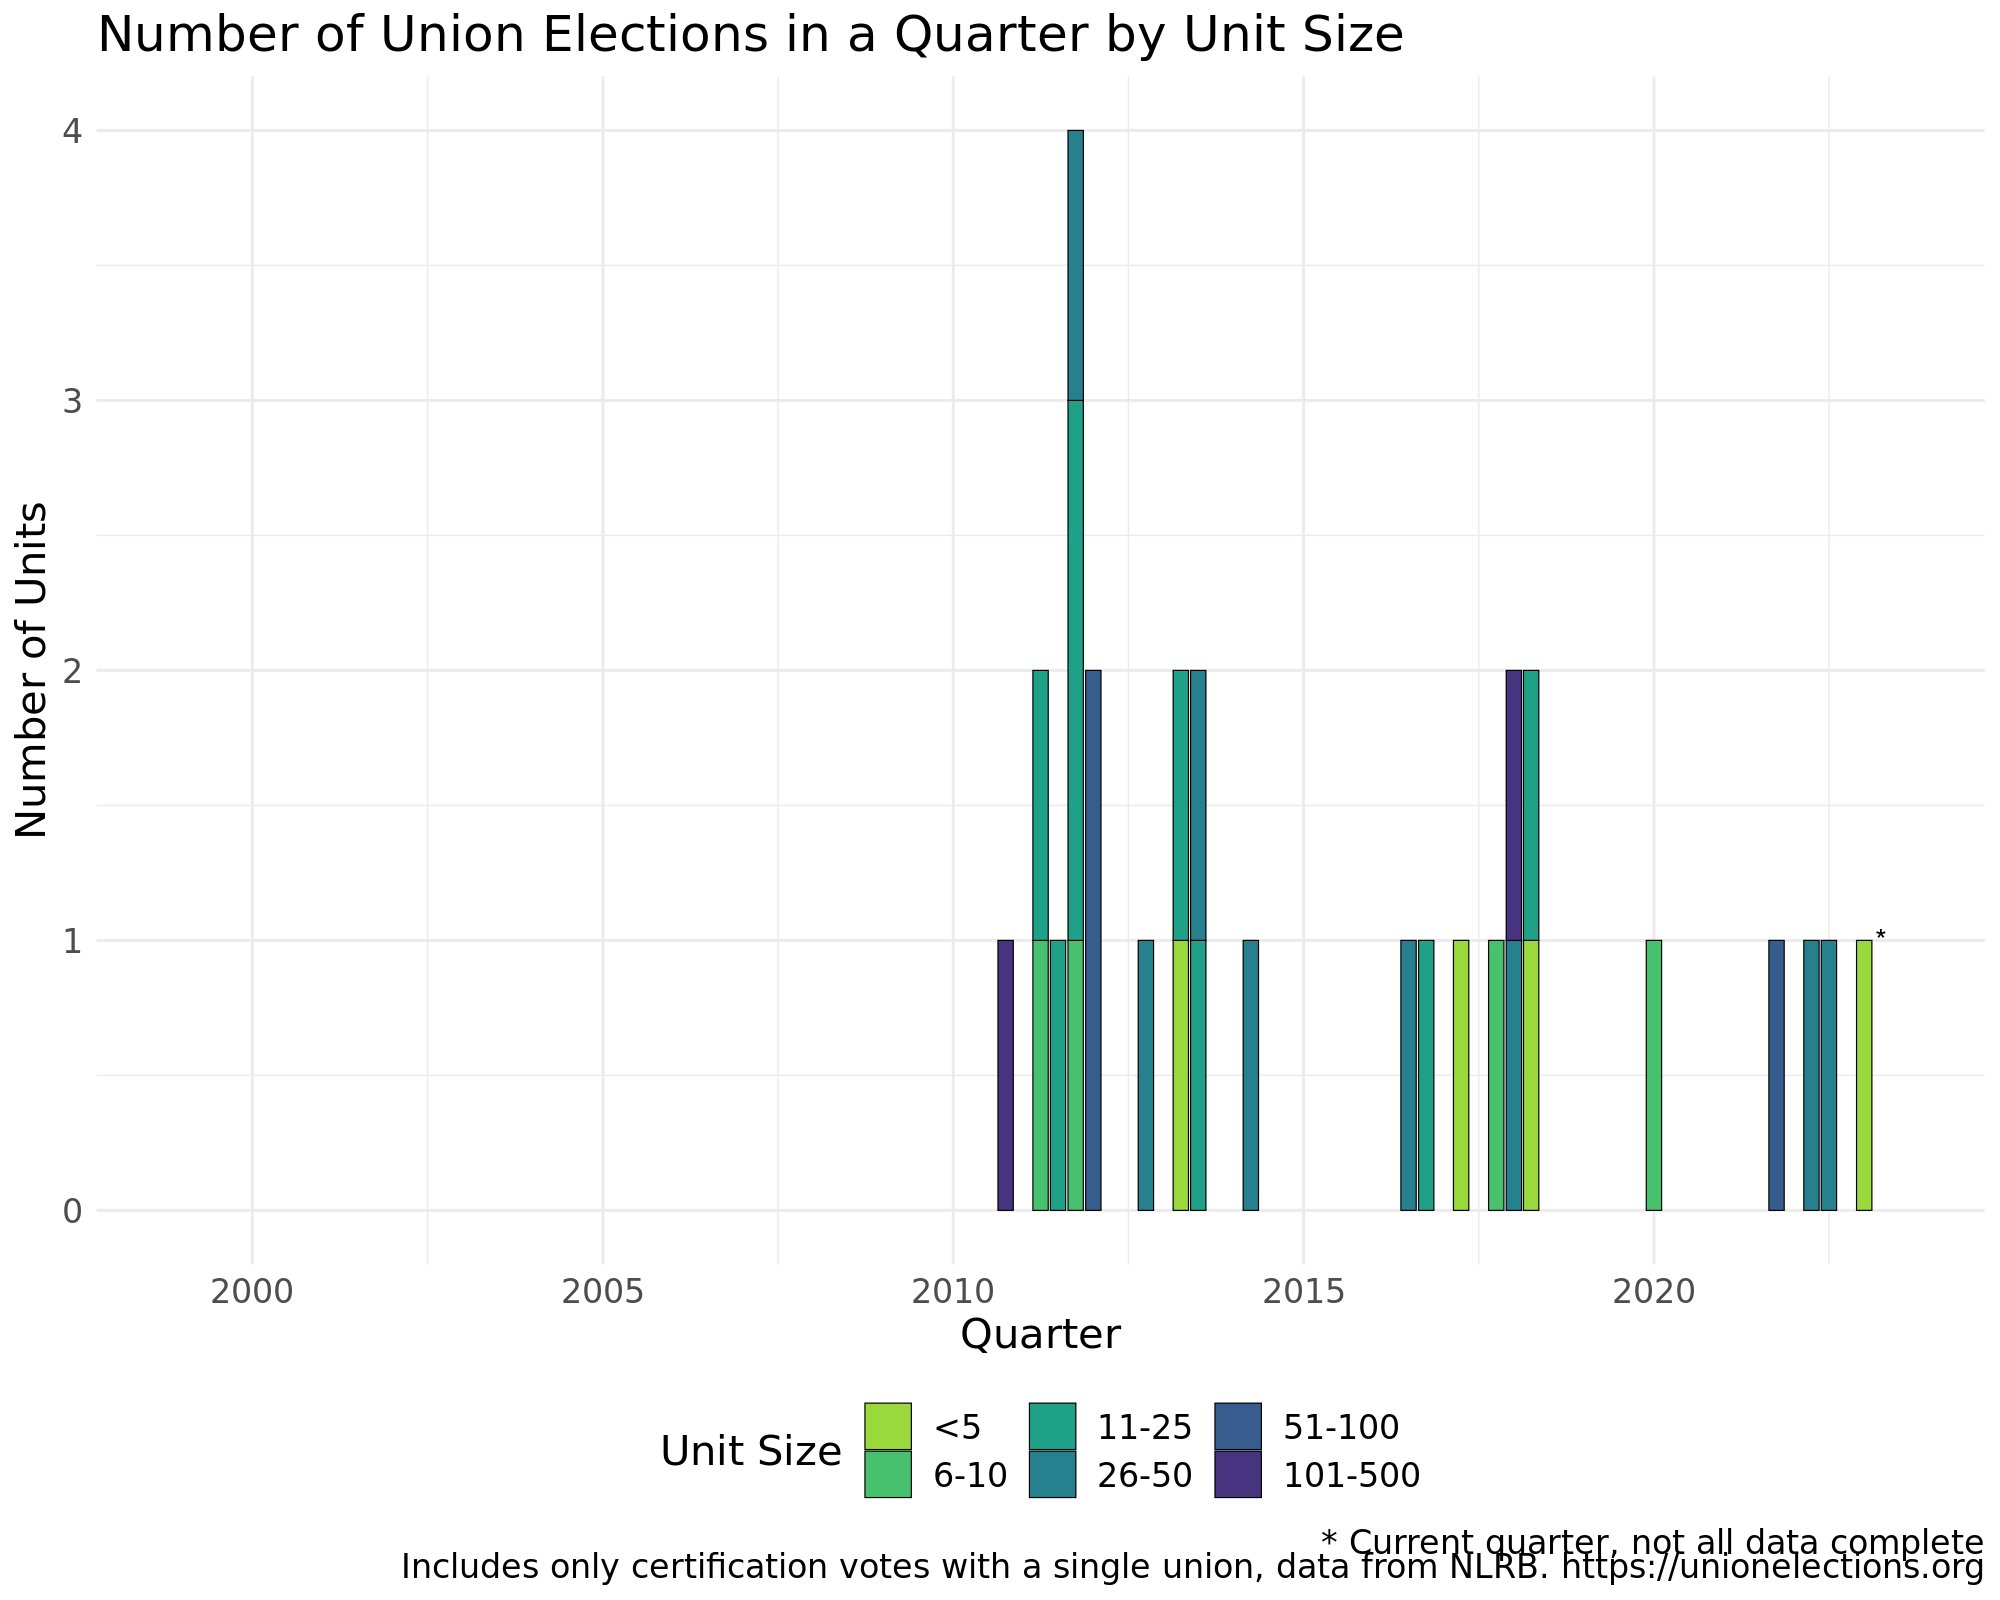 Number of Union Elections in a Quarter by Unit Size
Number of Units
4
3
2
1
0
*
2000 2005 2010 2015 2020
Quarter
Unit Size
<5 11-25 51-100
6-10 26-50 101-500
* Current quarter, not all data complete
Includes only certification votes with a single union, data from NLRB. https://unionelections.org